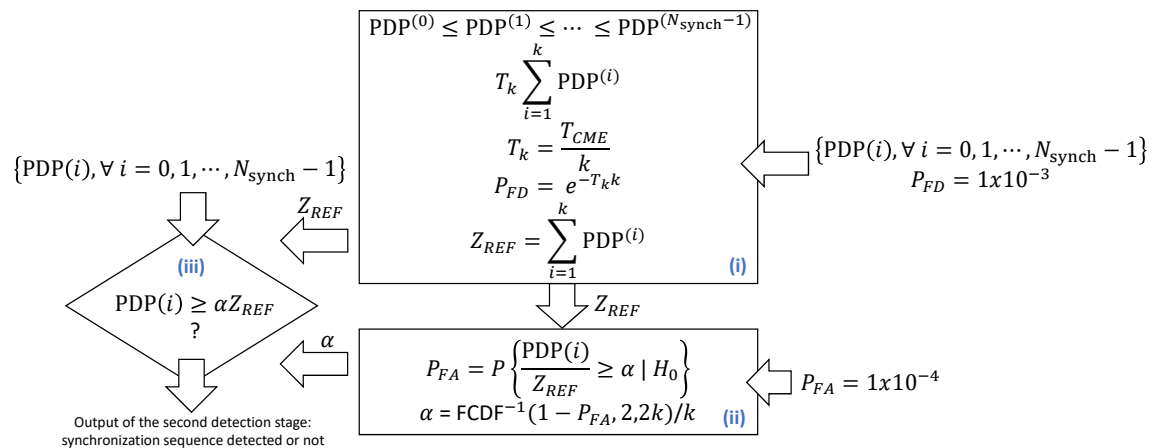 PDP^(0) ≤ PDP^(1) ≤ ⋯ ≤ PDP^(N_synch−1)
T_k ∑_{i=1}^{k} PDP^(i)
T_k = T_CME / k
P_FD = e^{−T_k k}
Z_REF = ∑_{i=1}^{k} PDP^(i)
(i)
{PDP(i), ∀ i = 0, 1, ⋯, N_synch − 1}
P_FD = 1x10^{−3}
{PDP(i), ∀ i = 0, 1, ⋯, N_synch − 1}
Z_REF
(iii)
PDP(i) ≥ αZ_REF
?
Z_REF
α
P_FA = P{PDP(i) / Z_REF ≥ α | H_0}
α = FCDF^{−1}(1 − P_FA, 2,2k)/k
(ii)
P_FA = 1x10^{−4}
Output of the second detection stage:
synchronization sequence detected or not